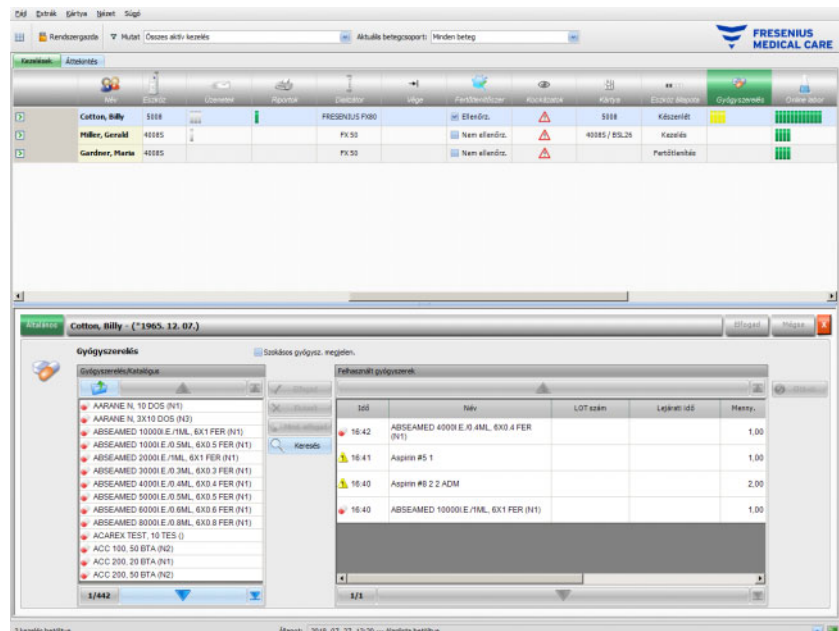 Fájl Extrák Kártya Nézet Súgó
Rendszergazda Mutat Összes aktív kezelés Aktuális betegcsoport: Minden beteg
FRESENIUS
MEDICAL CARE
Kezelések Áttekintés
Név Eszköz Üzenetek Riportok Dializátor Vége Fertőtlenítőszer Kockázatok Kártya Eszköz állapota Gyógyszerelés Online labor
Cotton, Billy 5008 FRESENIUS FX80 Ellenőrz. 5008 Készenlét
Miller, Gerald 4008S FX 50 Nem ellenőrz. 4008S / BSL26 Kezelés
Gardner, Maria 4008S FX 50 Nem ellenőrz. Fertőtlenítés
Általános Cotton, Billy - (*1965. 12. 07.) Elfogad Mégse X
Gyógyszerelés Szokásos gyógysz. megjelen.
Gyógyszerelés/Katalógus Felhasznált gyógyszerek
Elfogad
Keresés
Idő Név LOT szám Lejárati idő Menny.
AARANE N, 10 DOS (N1)
AARANE N, 3X10 DOS (N3)
ABSEAMED 10000I.E./1ML, 6X1 FER (N1)
ABSEAMED 1000I.E./0.5ML, 6X0.5 FER (N1)
ABSEAMED 2000I.E./1ML, 6X1 FER (N1)
ABSEAMED 3000I.E./0.3ML, 6X0.3 FER (N1)
ABSEAMED 4000I.E./0.4ML, 6X0.4 FER (N1)
ABSEAMED 5000I.E./0.5ML, 6X0.5 FER (N1)
ABSEAMED 6000I.E./0.6ML, 6X0.6 FER (N1)
ABSEAMED 8000I.E./0.8ML, 6X0.8 FER (N1)
ACAREX TEST, 10 TES ()
ACC 100, 50 BTA (N2)
ACC 200, 20 BTA (N1)
ACC 200, 50 BTA (N2)
16:42 ABSEAMED 4000I.E./0.4ML, 6X0.4 FER (N1) 1,00
16:41 Aspirin #5 1 1,00
16:40 Aspirin #8 2 2 ADM 2,00
16:40 ABSEAMED 10000I.E./1ML, 6X1 FER (N1) 1,00
1/442 1/1